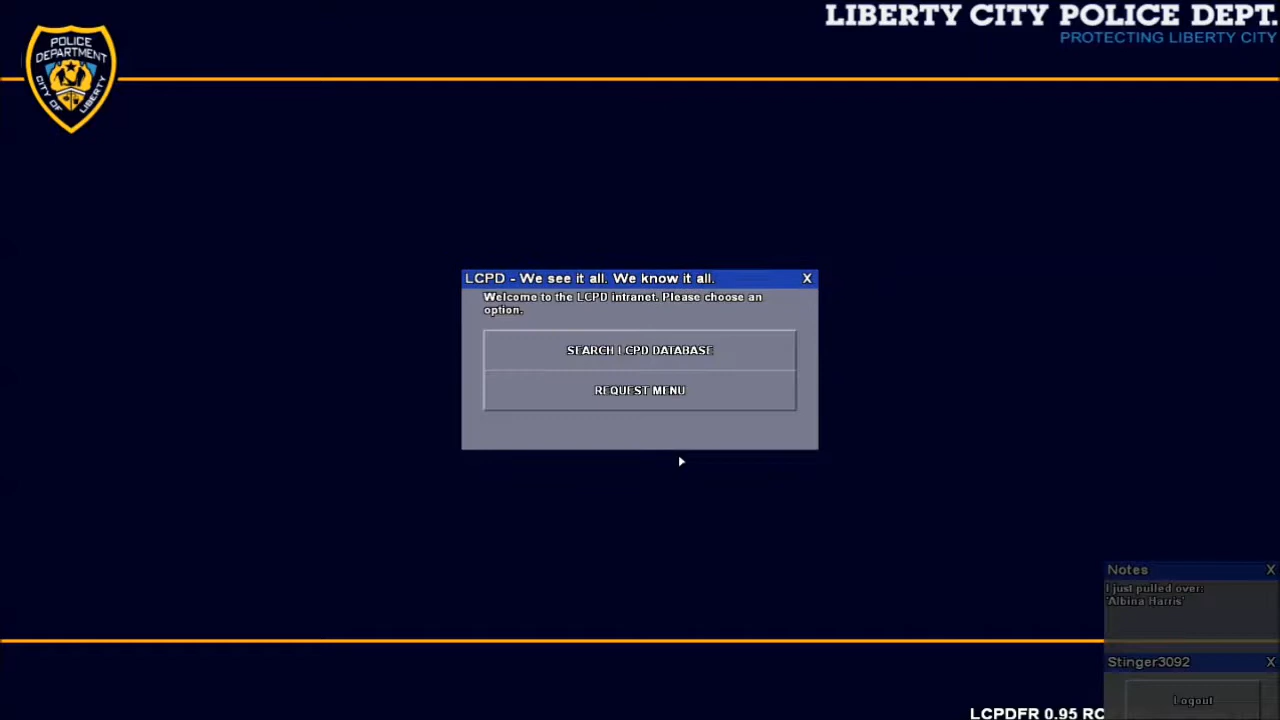 LIBERTY CITY POLICE DEPT.
PROTECTING LIBERTY CITY
POLICE
DEPARTMENT
CITY OF LIBERTY
LCPD - We see it all. We know it all. X
Welcome to the LCPD intranet. Please choose an
option.
SEARCH LCPD DATABASE
REQUEST MENU
Notes X
I just pulled over:
'Albina Harris'
Stinger3092 X
Logout
LCPDFR 0.95 RC